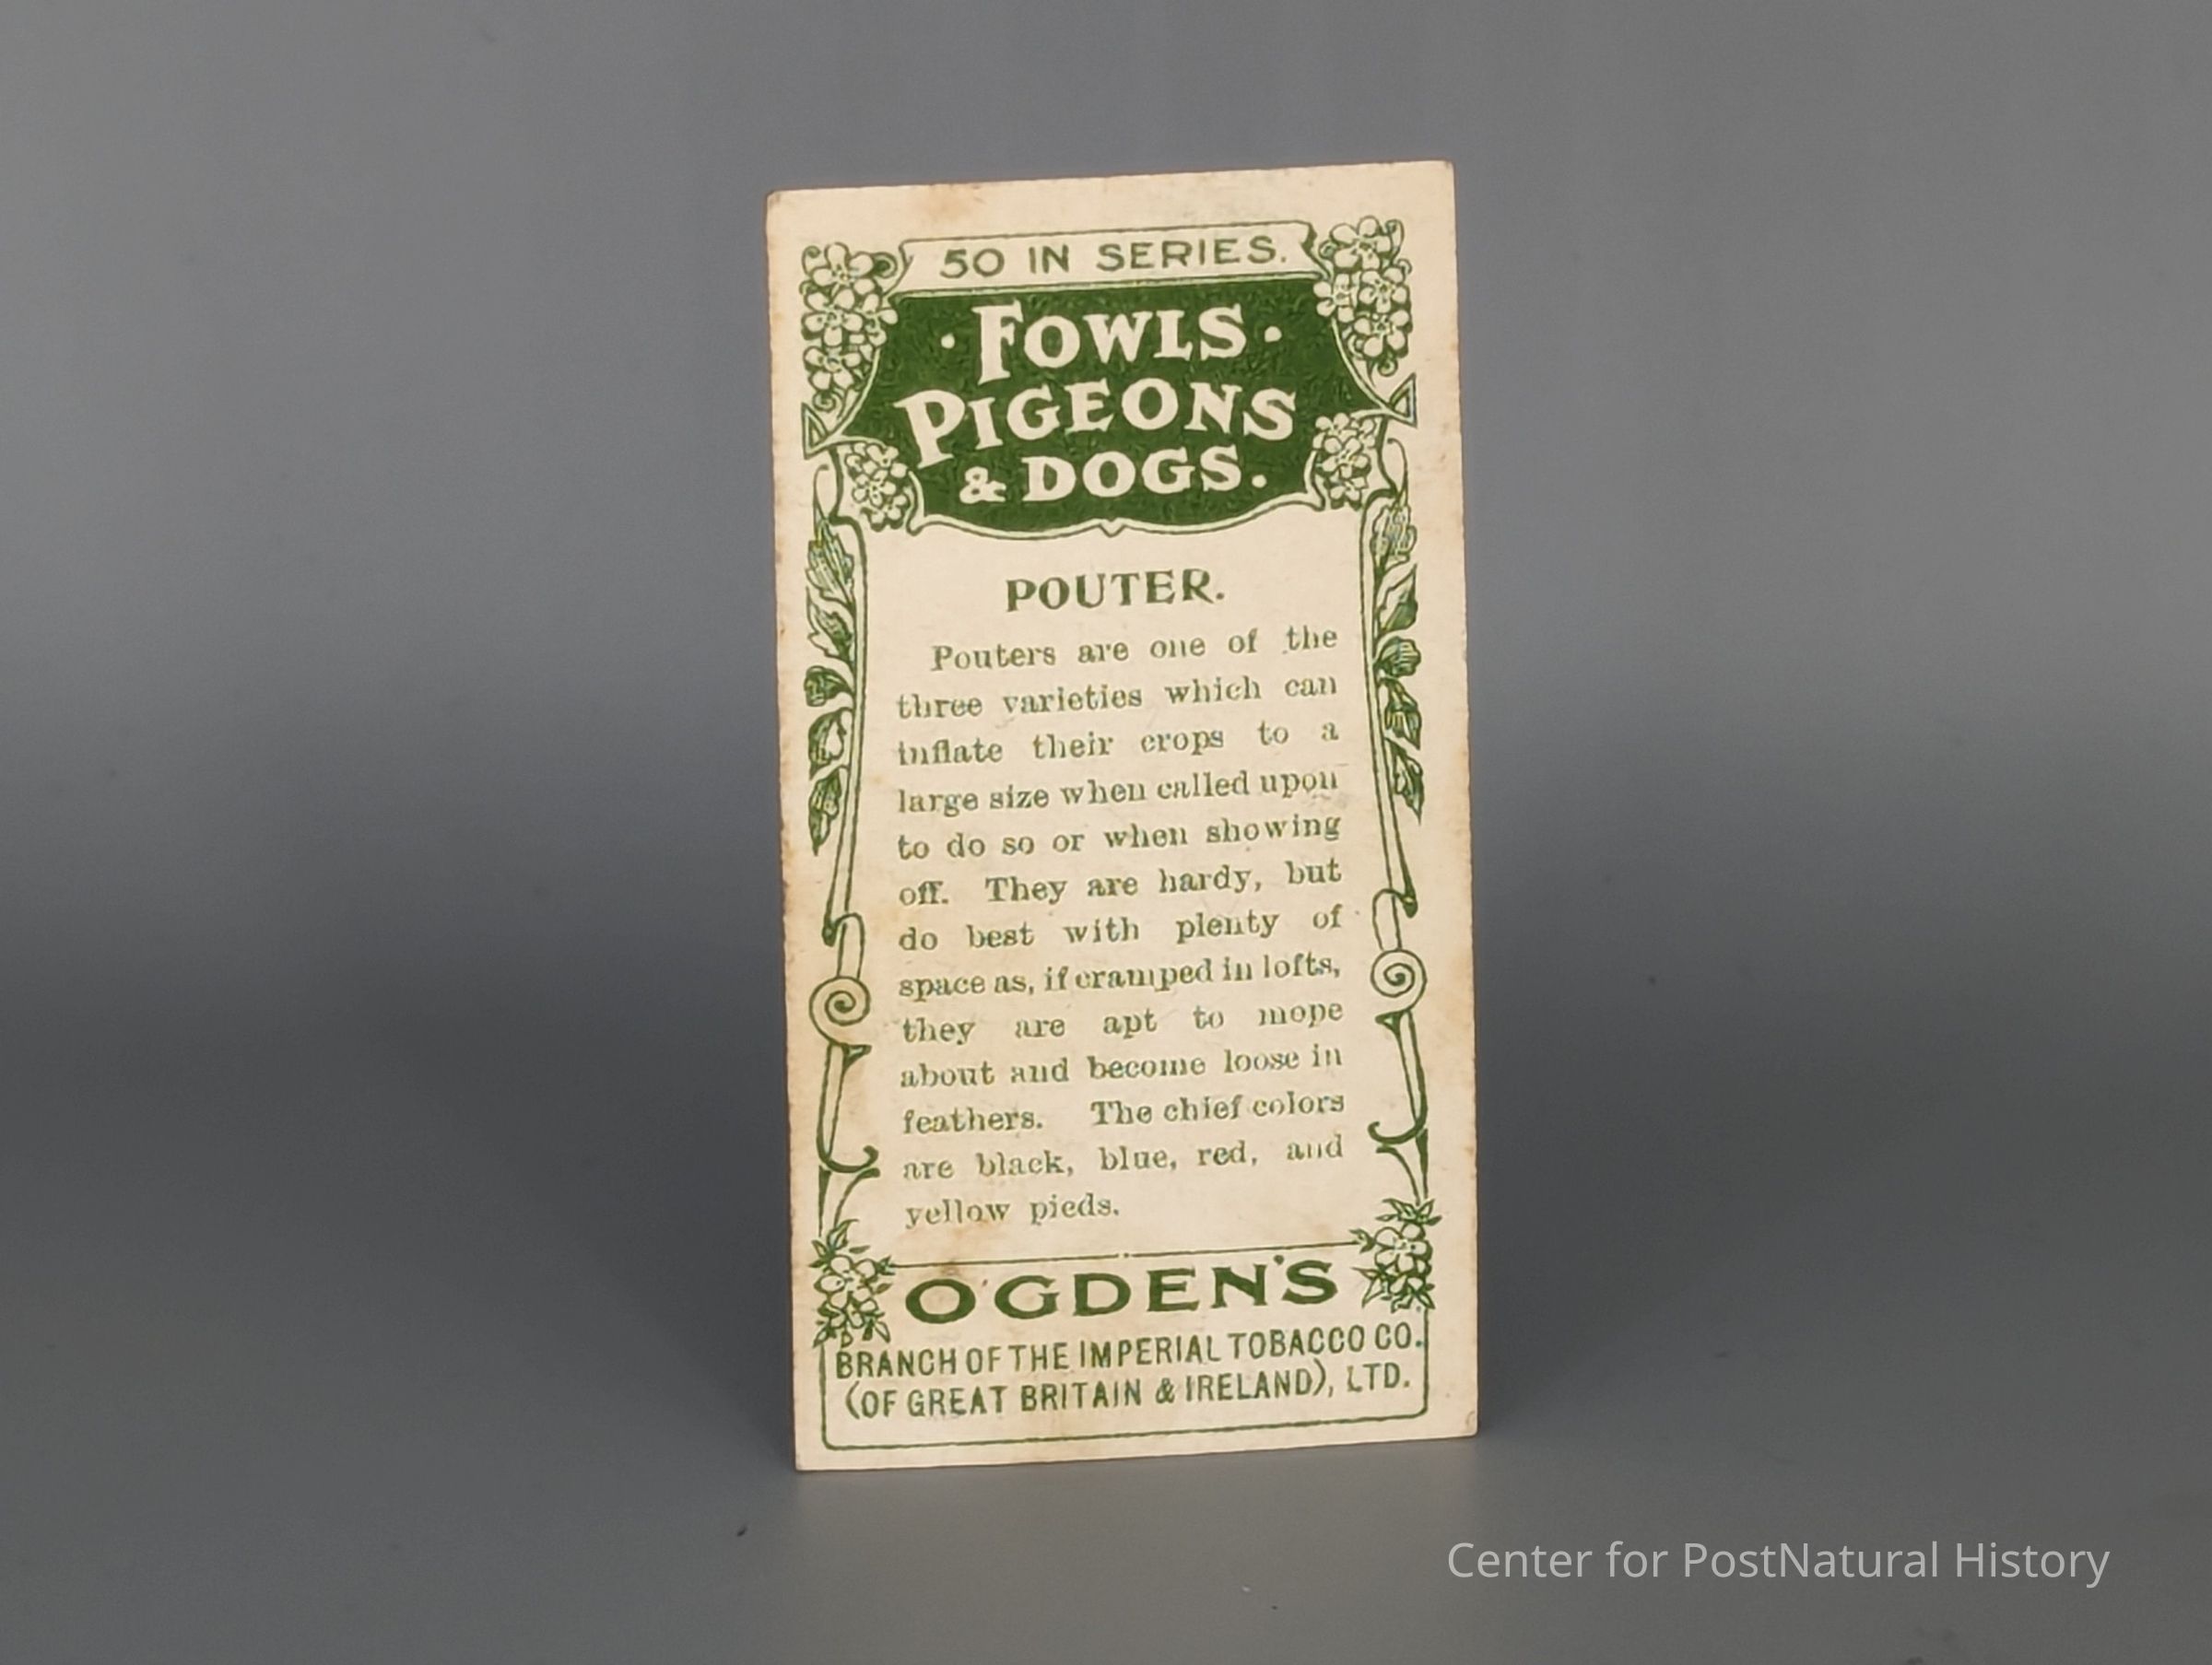 50 IN SERIES.
· FOWLS ·
PIGEONS
& DOGS.
POUTER.
Pouters are one of the
three varieties which can
inflate their crops to a
large size when called upon
to do so or when showing
off. They are hardy, but
do best with plenty of
space as, if cramped in lofts,
they are apt to mope
about and become loose in
feathers. The chief colors
are black, blue, red, and
yellow pieds.
OGDEN'S
BRANCH OF THE IMPERIAL TOBACCO CO.
(OF GREAT BRITAIN & IRELAND), LTD.
Center for PostNatural History